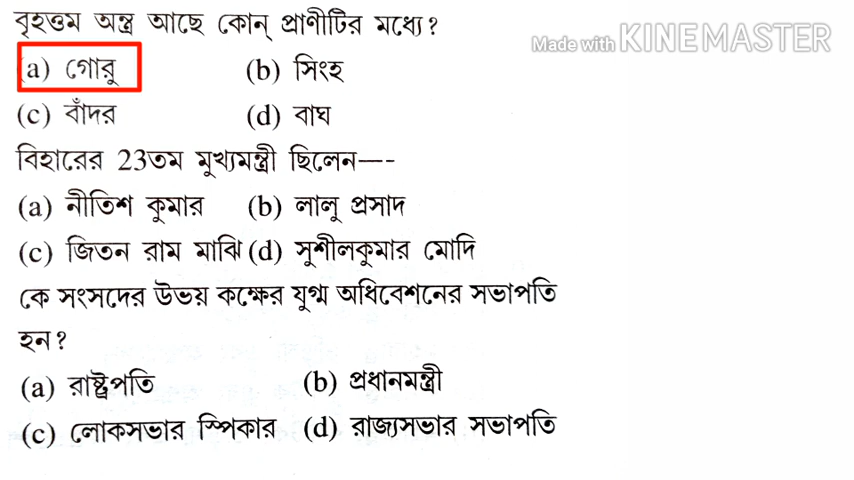 বৃহত্তম অন্ত্র আছে কোন্ প্রাণীটির মধ্যে?
Made with KINEMASTER
(a) গোরু (b) সিংহ
(c) বাঁদর (d) বাঘ
বিহারের 23তম মুখ্যমন্ত্রী ছিলেন—--
(a) নীতিশ কুমার (b) লালু প্রসাদ
(c) জিতন রাম মাঝি (d) সুশীলকুমার মোদি
কে সংসদের উভয় কক্ষের যুগ্ম অধিবেশনের সভাপতি
হন?
(a) রাষ্ট্রপতি (b) প্রধানমন্ত্রী
(c) লোকসভার স্পিকার (d) রাজ্যসভার সভাপতি